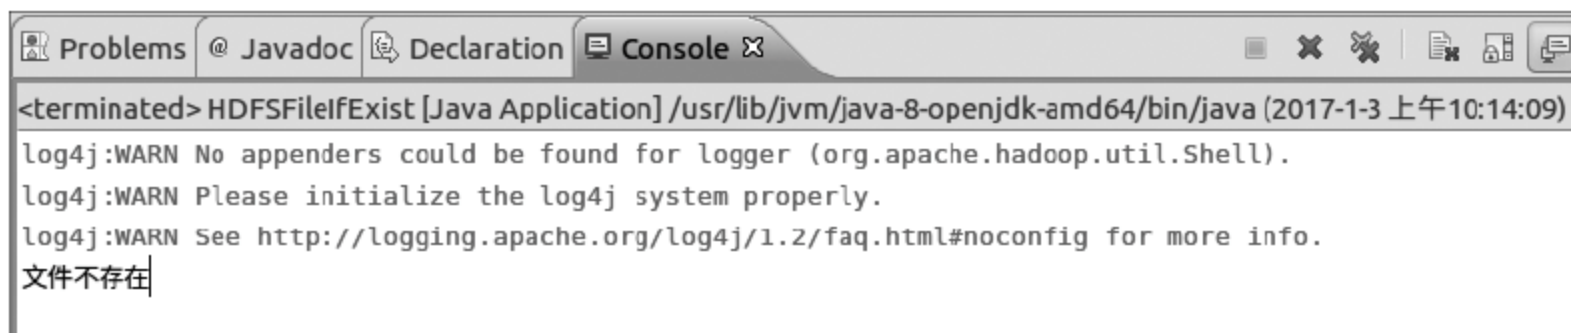 Problems @ Javadoc Declaration Console
<terminated> HDFSFileIfExist [Java Application] /usr/lib/jvm/java-8-openjdk-amd64/bin/java (2017-1-3 上午10:14:09)
log4j:WARN No appenders could be found for logger (org.apache.hadoop.util.Shell).
log4j:WARN Please initialize the log4j system properly.
log4j:WARN See http://logging.apache.org/log4j/1.2/faq.html#noconfig for more info.
文件不存在